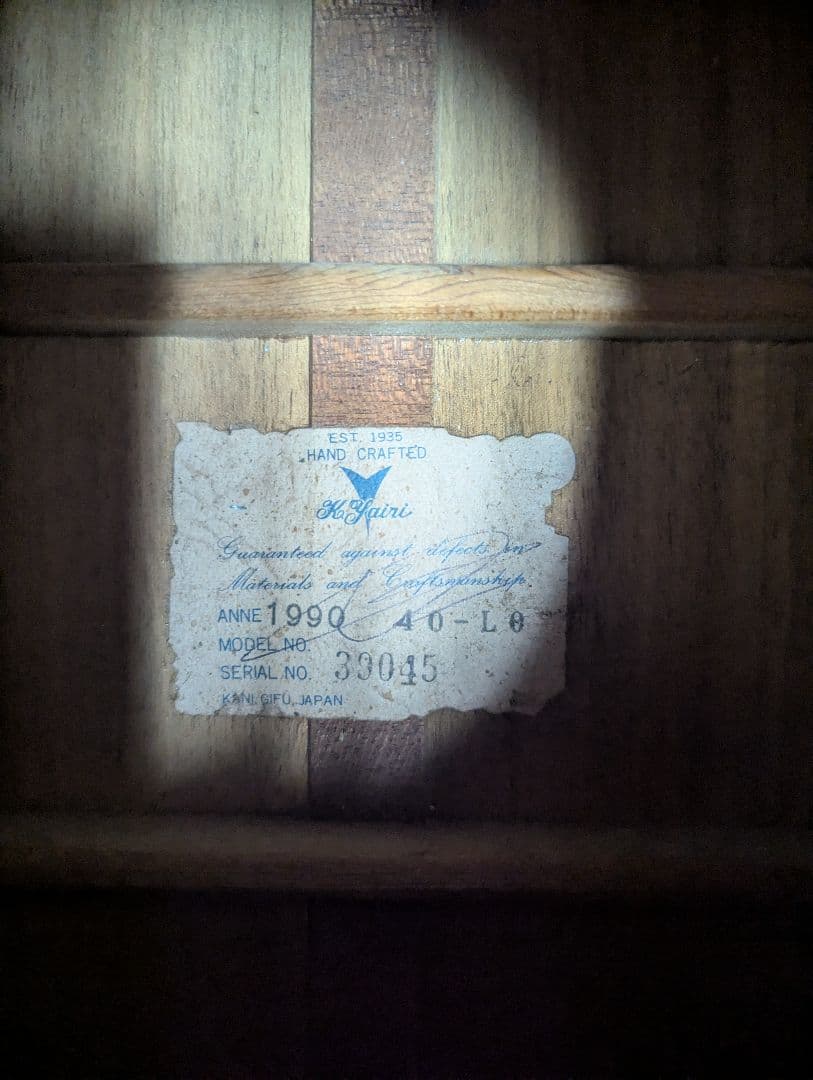 EST. 1935
HAND CRAFTED
K.Yairi
Guaranteed against defects in
Materials and Craftsmanship.
ANNE 1990 40-L0
MODEL NO.
SERIAL NO. 39045
KANI, GIFU, JAPAN